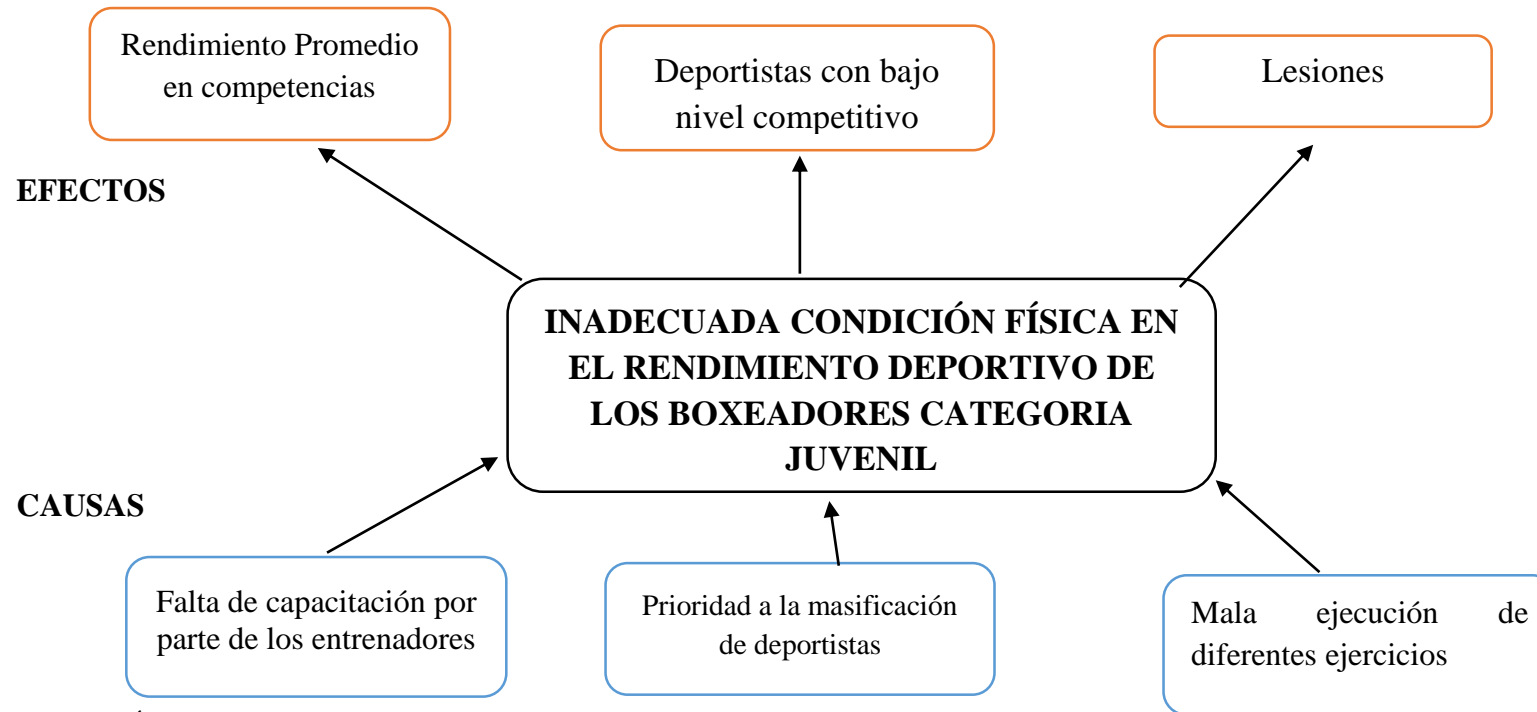 Rendimiento Promedio
en competencias
Deportistas con bajo
nivel competitivo
Lesiones
EFECTOS
INADECUADA CONDICIÓN FÍSICA EN
EL RENDIMIENTO DEPORTIVO DE
LOS BOXEADORES CATEGORIA
JUVENIL
CAUSAS
Falta de capacitación por
parte de los entrenadores
Prioridad a la masificación
de deportistas
Mala ejecución de
diferentes ejercicios